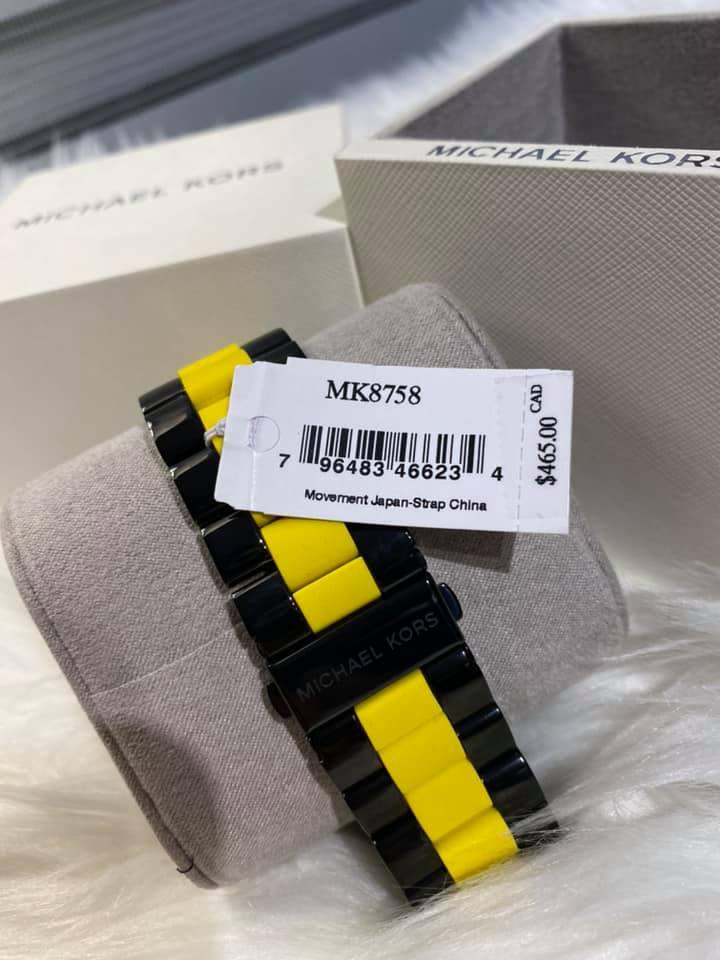 MICHAEL KORS
MICHAEL KORS
MK8758
7 96483 46623 4
Movement Japan-Strap China
$465.00 CAD
MICHAEL KORS